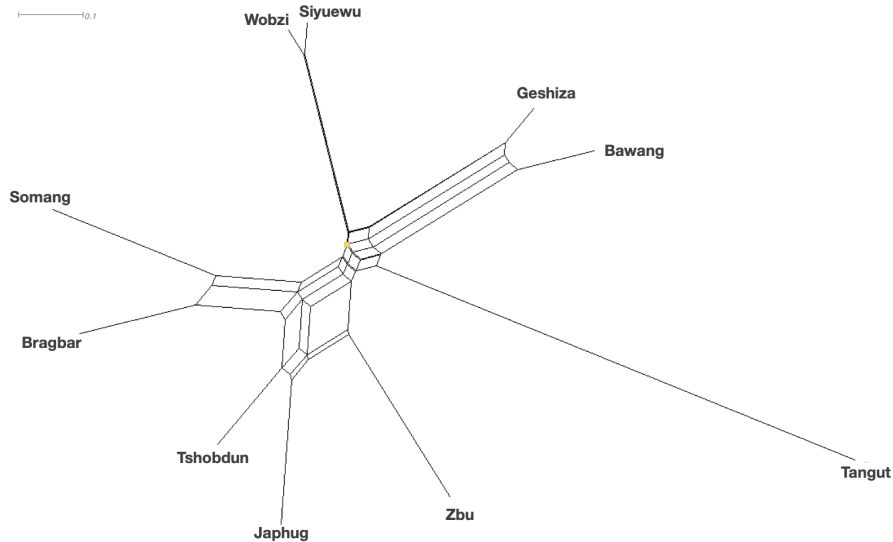 0.1
Siyuewu
Wobzi
Geshiza
Bawang
Somang
Bragbar
Tshobdun
Japhug
Zbu
Tangut